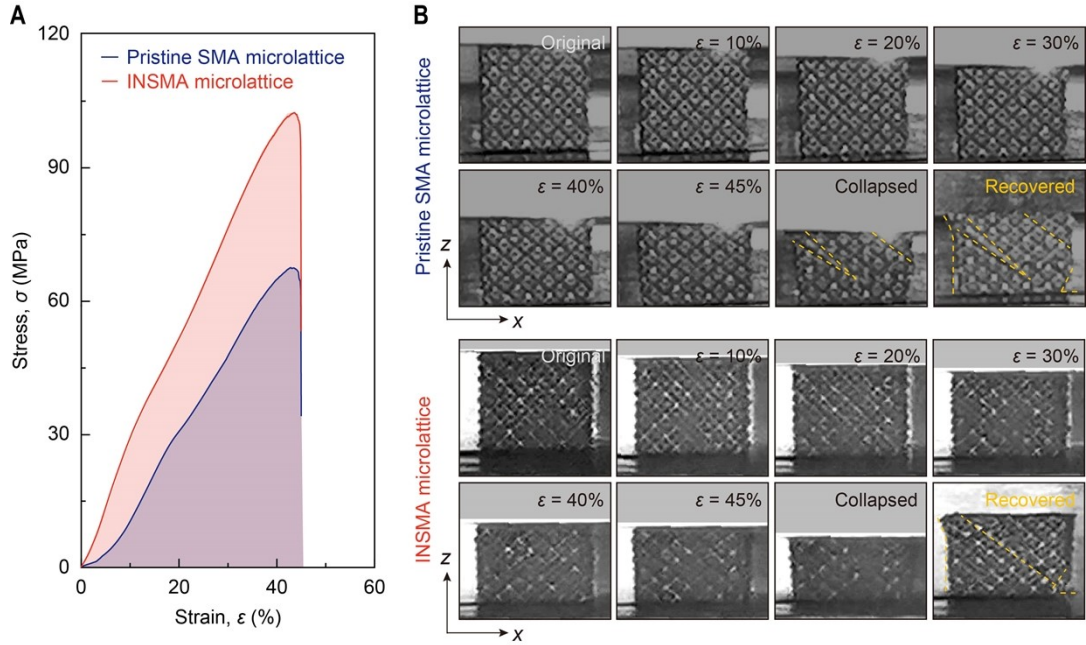 A
120
90
60
30
0
Stress, σ (MPa)
Pristine SMA microlattice
INSMA microlattice
0
20
40
60
Strain, ε (%)
B
Pristine SMA microlattice
Original
ε = 10%
ε = 20%
ε = 30%
ε = 40%
ε = 45%
Collapsed
Recovered
z
x
INSMA microlattice
Original
ε = 10%
ε = 20%
ε = 30%
ε = 40%
ε = 45%
Collapsed
Recovered
z
x